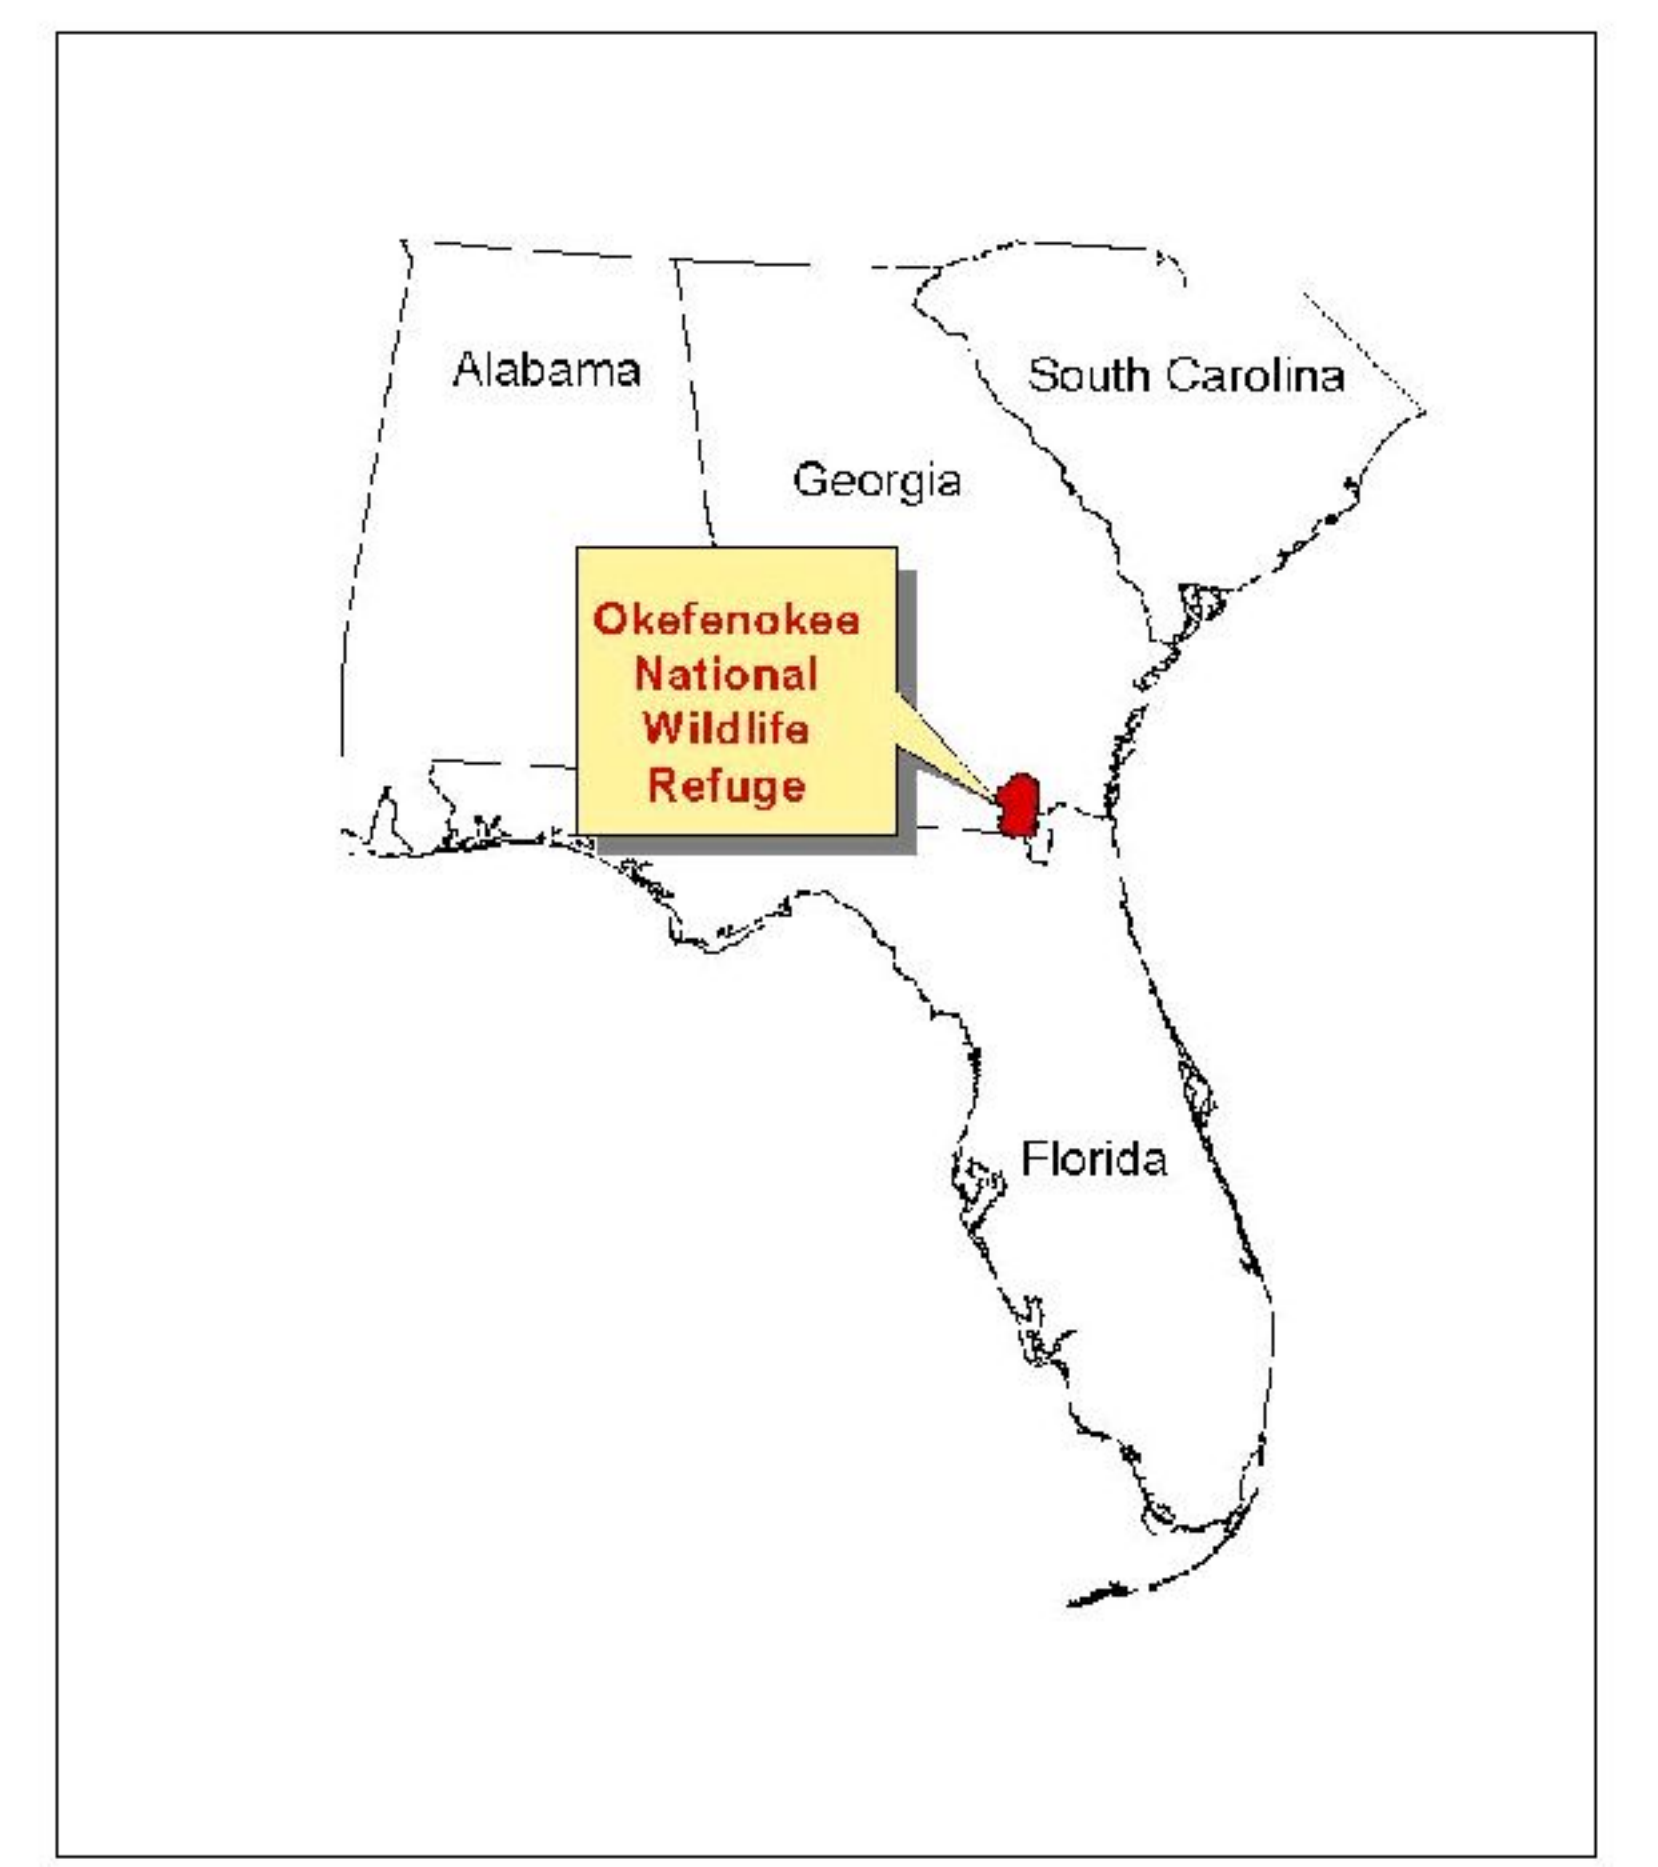 Alabama
South Carolina
Georgia
Okefenokee
National
Wildlife
Refuge
Florida